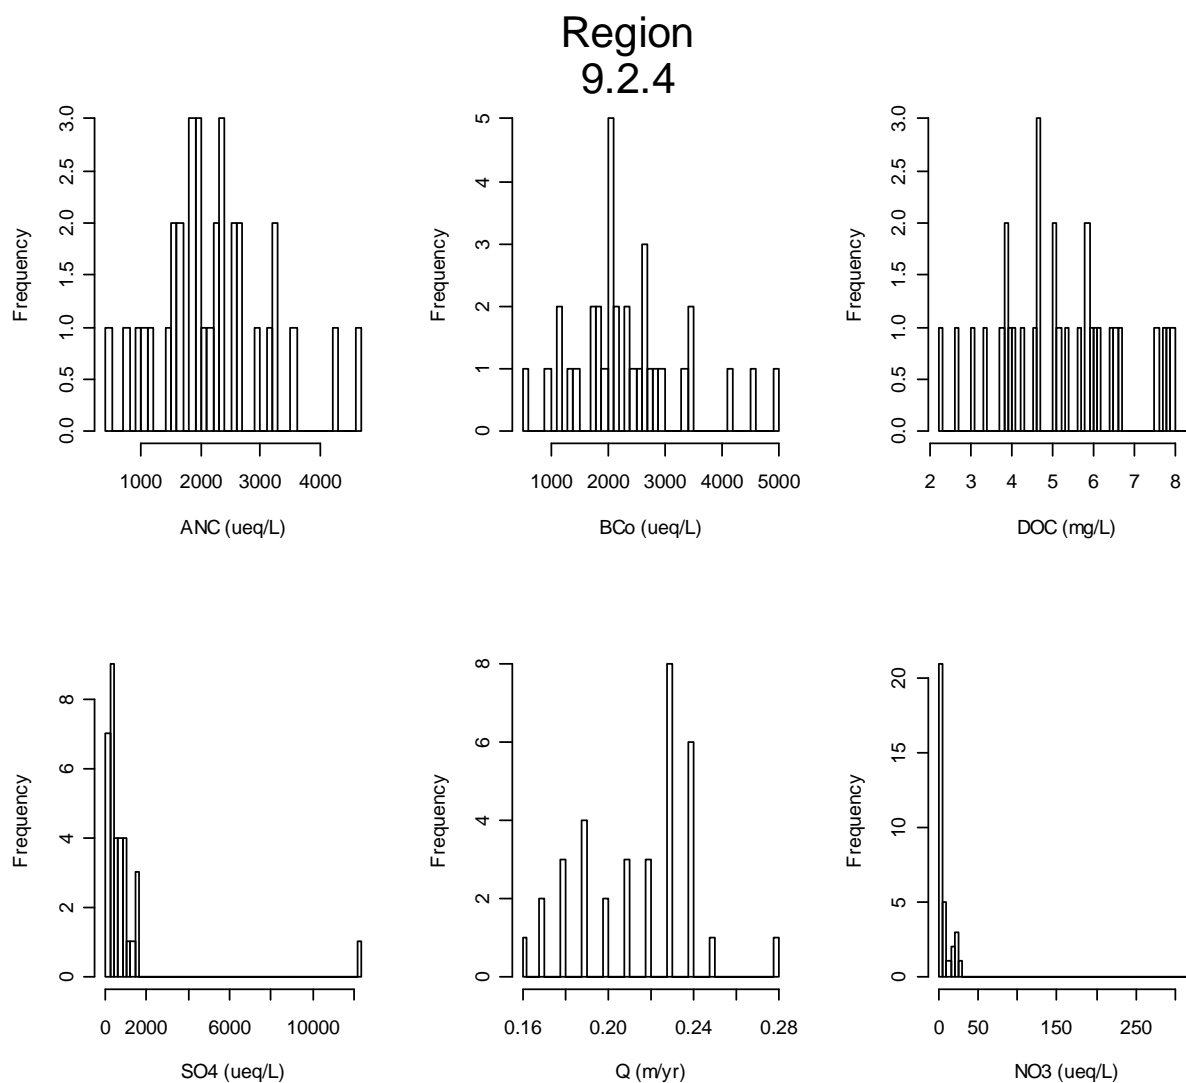 Region
9.2.4
Frequency
0.0 0.5 1.0 1.5 2.0 2.5 3.0
1000 2000 3000 4000
ANC (ueq/L)
Frequency
0 1 2 3 4 5
1000 2000 3000 4000 5000
BCo (ueq/L)
Frequency
0.0 0.5 1.0 1.5 2.0 2.5 3.0
2 3 4 5 6 7 8
DOC (mg/L)
Frequency
0 2 4 6 8
0 2000 6000 10000
SO4 (ueq/L)
Frequency
0 2 4 6 8
0.16 0.20 0.24 0.28
Q (m/yr)
Frequency
0 5 10 15 20
0 50 150 250
NO3 (ueq/L)